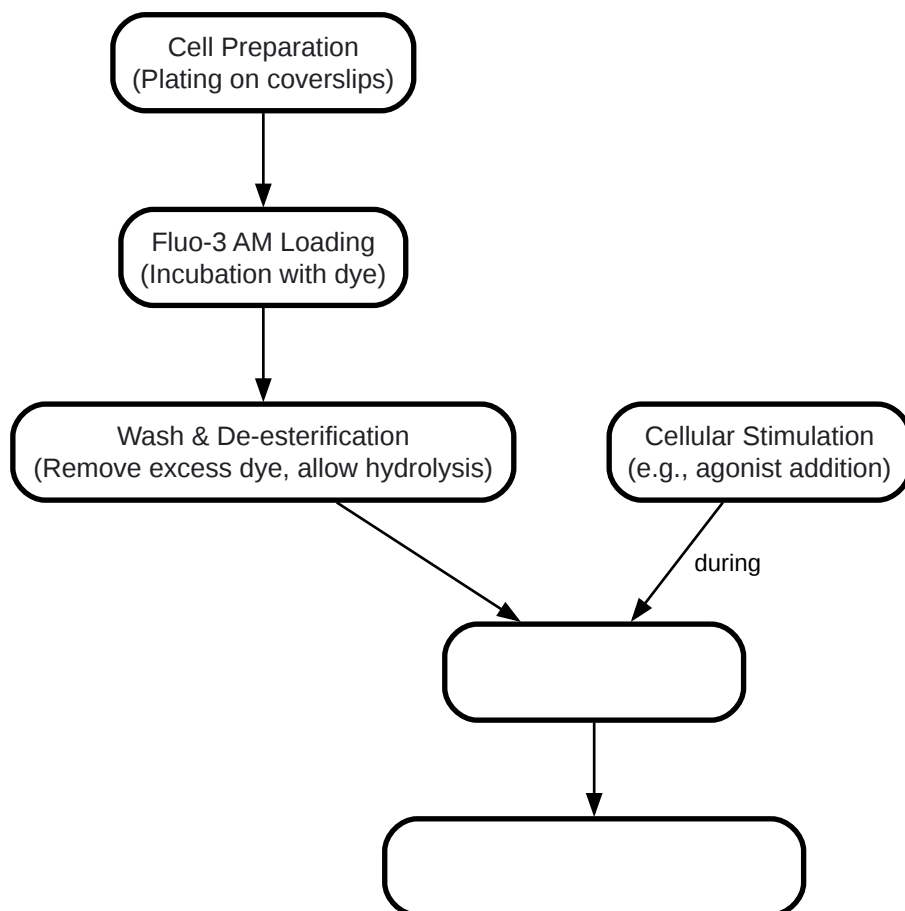 Cell Preparation
(Plating on coverslips)
Fluo-3 AM Loading
(Incubation with dye)
Wash & De-esterification
(Remove excess dye, allow hydrolysis)
Cellular Stimulation
(e.g., agonist addition)
during